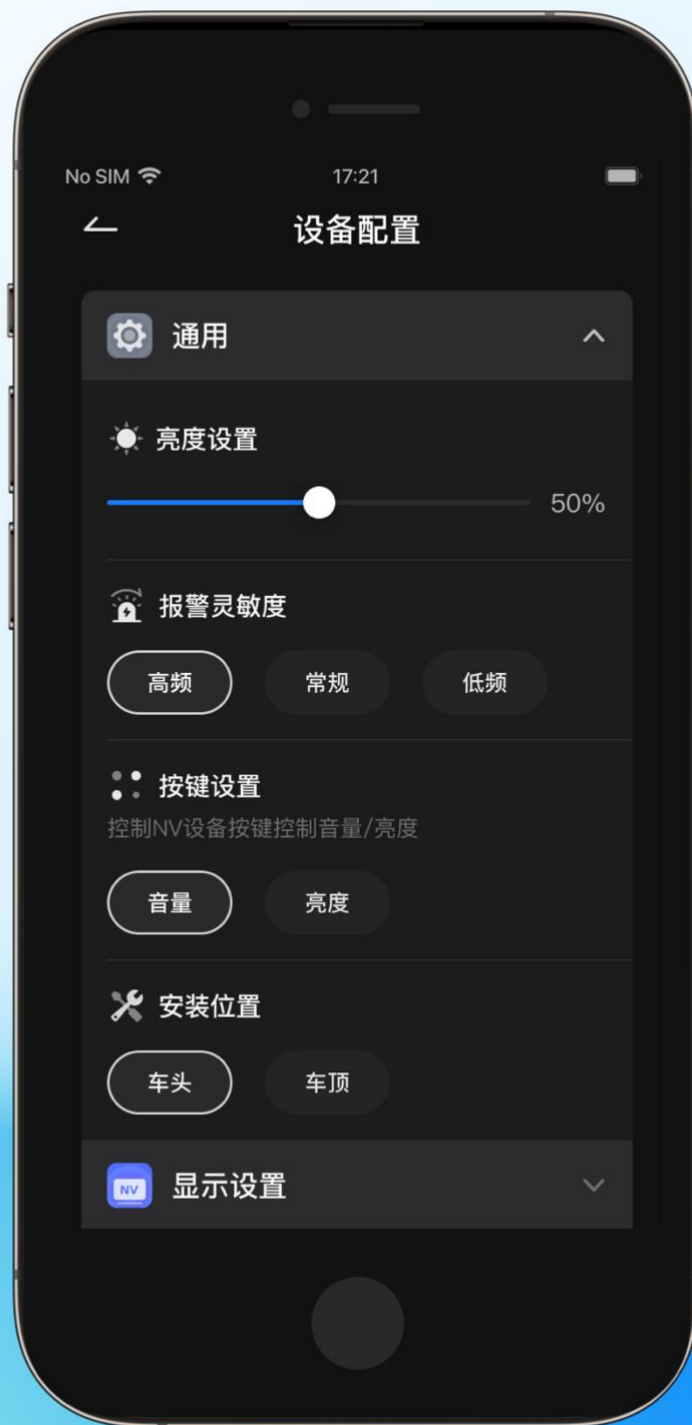 No SIM 17:21
设备配置
通用
亮度设置
50%
报警灵敏度
高频 常规 低频
按键设置
控制NV设备按键控制音量/亮度
音量 亮度
安装位置
车头 车顶
NV 显示设置